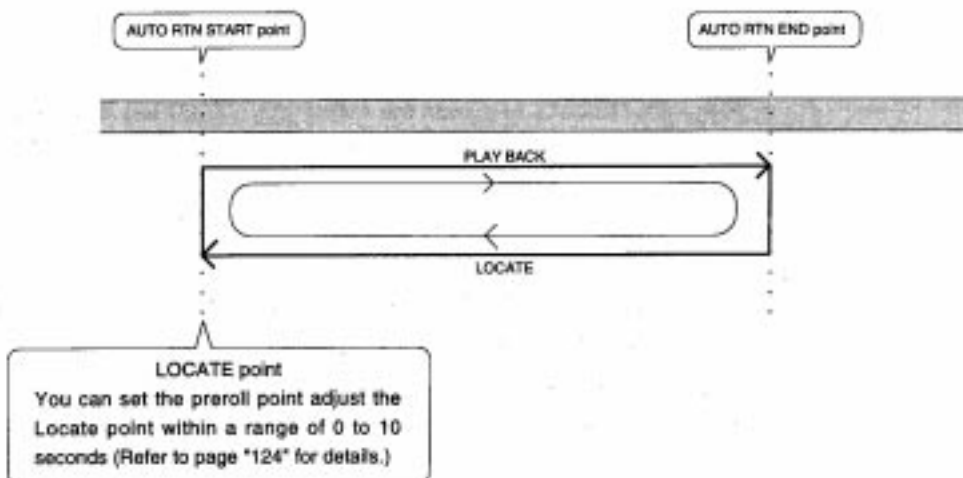 AUTO RTN START point
AUTO RTN END point
PLAY BACK
LOCATE
LOCATE point
You can set the preroll point adjust the
Locate point within a range of 0 to 10
seconds (Refer to page "124" for details.)